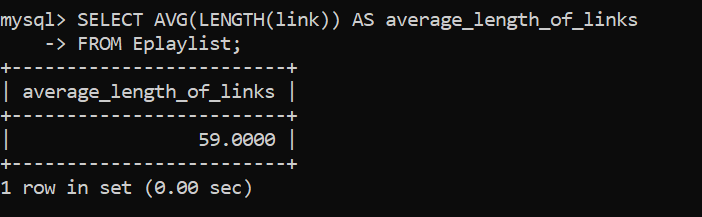 mysql> SELECT AVG(LENGTH(link)) AS average_length_of_links
    -> FROM Eplaylist;
+-------------------------+
| average_length_of_links |
+-------------------------+
|                 59.0000 |
+-------------------------+
1 row in set (0.00 sec)